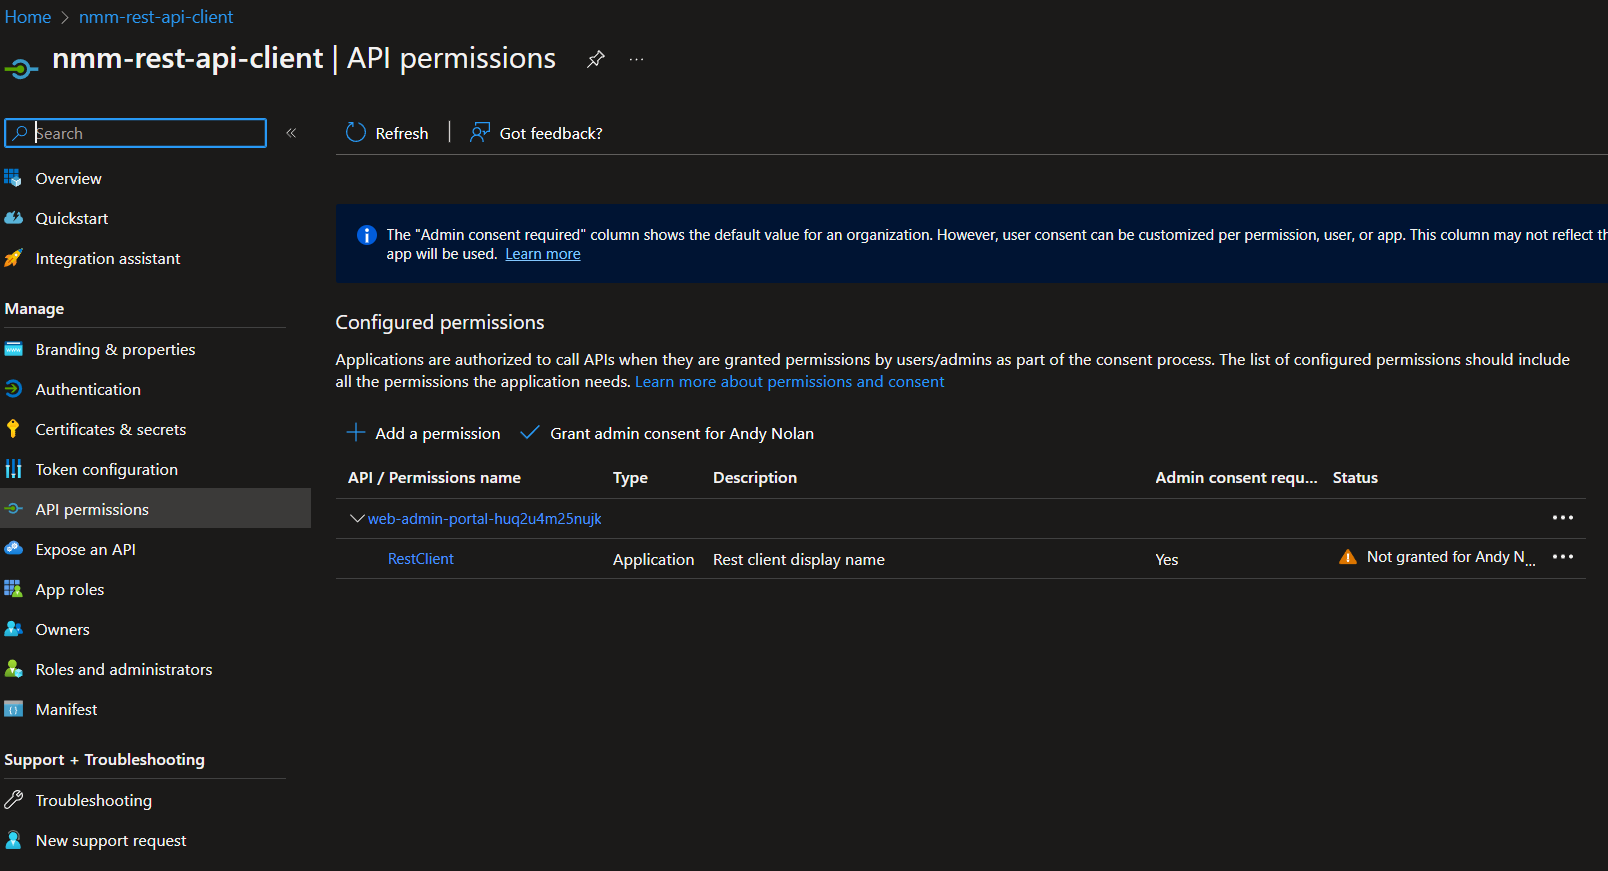 Home > nmm-rest-api-client
nmm-rest-api-client | API permissions
Search
Refresh
Got feedback?
Overview
Quickstart
Integration assistant
Manage
Branding & properties
Authentication
Certificates & secrets
Token configuration
API permissions
Expose an API
App roles
Owners
Roles and administrators
Manifest
Support + Troubleshooting
Troubleshooting
New support request
The "Admin consent required" column shows the default value for an organization. However, user consent can be customized per permission, user, or app. This column may not reflect th
app will be used. Learn more
Configured permissions
Applications are authorized to call APIs when they are granted permissions by users/admins as part of the consent process. The list of configured permissions should include
all the permissions the application needs. Learn more about permissions and consent
Add a permission Grant admin consent for Andy Nolan
API / Permissions name Type Description Admin consent requ... Status
web-admin-portal-huq2u4m25nujk
RestClient Application Rest client display name Yes Not granted for Andy N...